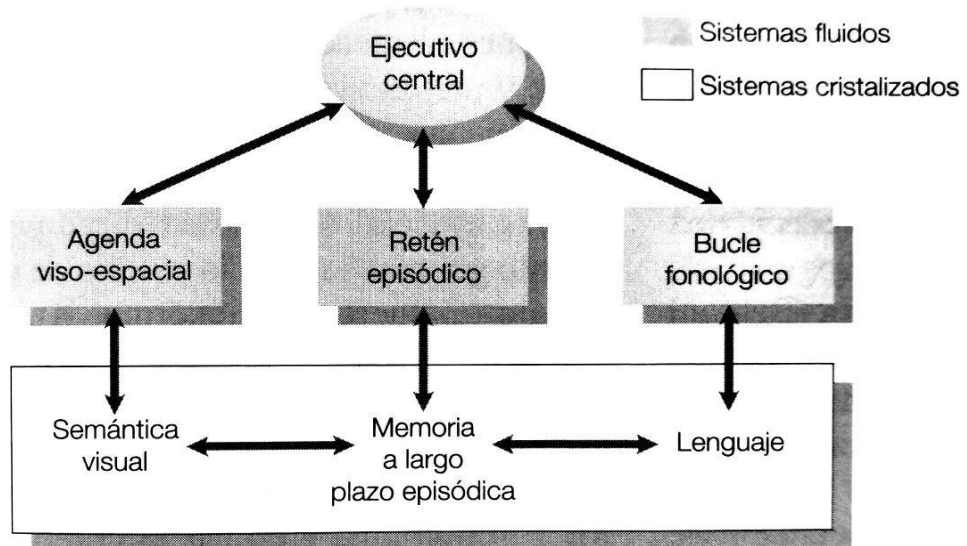 Ejecutivo
central
Sistemas fluidos
Sistemas cristalizados
Agenda
viso-espacial
Retén
episódico
Bucle
fonológico
Semántica
visual
Memoria
a largo
plazo episódica
Lenguaje